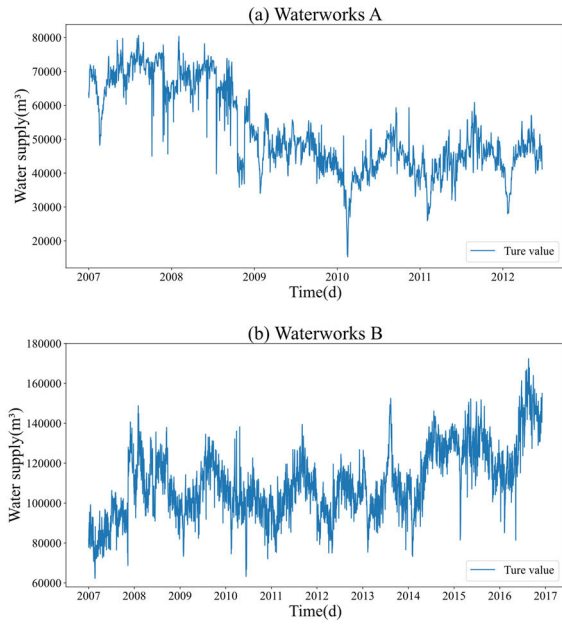 (a) Waterworks A
80000
70000
60000
50000
40000
30000
20000
Water supply(m³)
Ture value
2007 2008 2009 2010 2011 2012
Time(d)
(b) Waterworks B
180000
160000
140000
120000
100000
80000
60000
Water supply(m³)
Ture value
2007 2008 2009 2010 2011 2012 2013 2014 2015 2016 2017
Time(d)